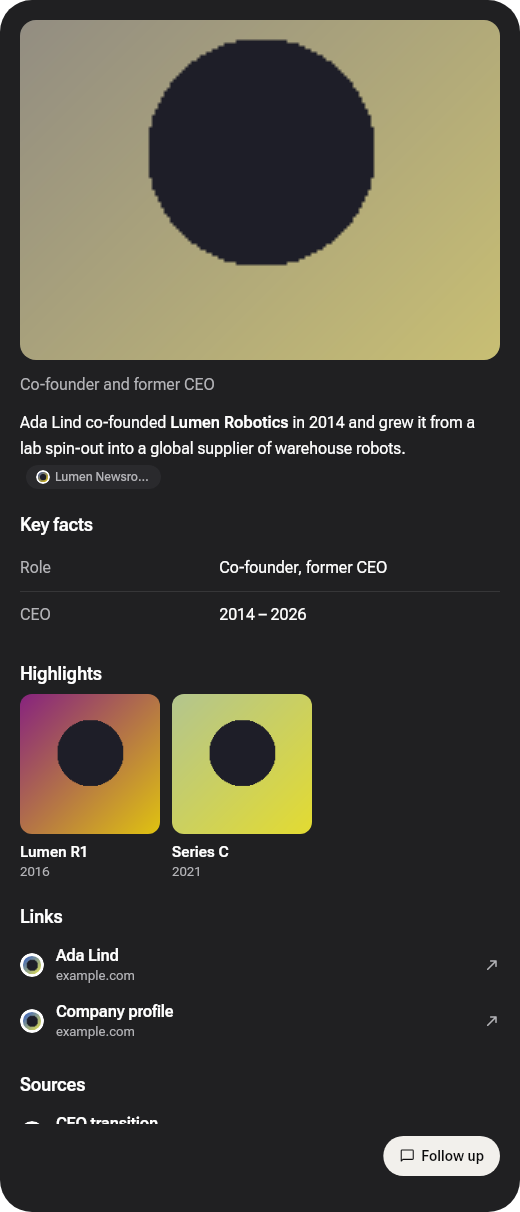 Co-founder and former CEO
Ada Lind co-founded Lumen Robotics in 2014 and grew it from a
lab spin-out into a global supplier of warehouse robots.
Lumen Newsro...
Key facts
Role Co-founder, former CEO
CEO 2014 – 2026
Highlights
Lumen R1 Series C
2016 2021
Links
Ada Lind
example.com
Company profile
example.com
Sources
CEO transition
Follow up